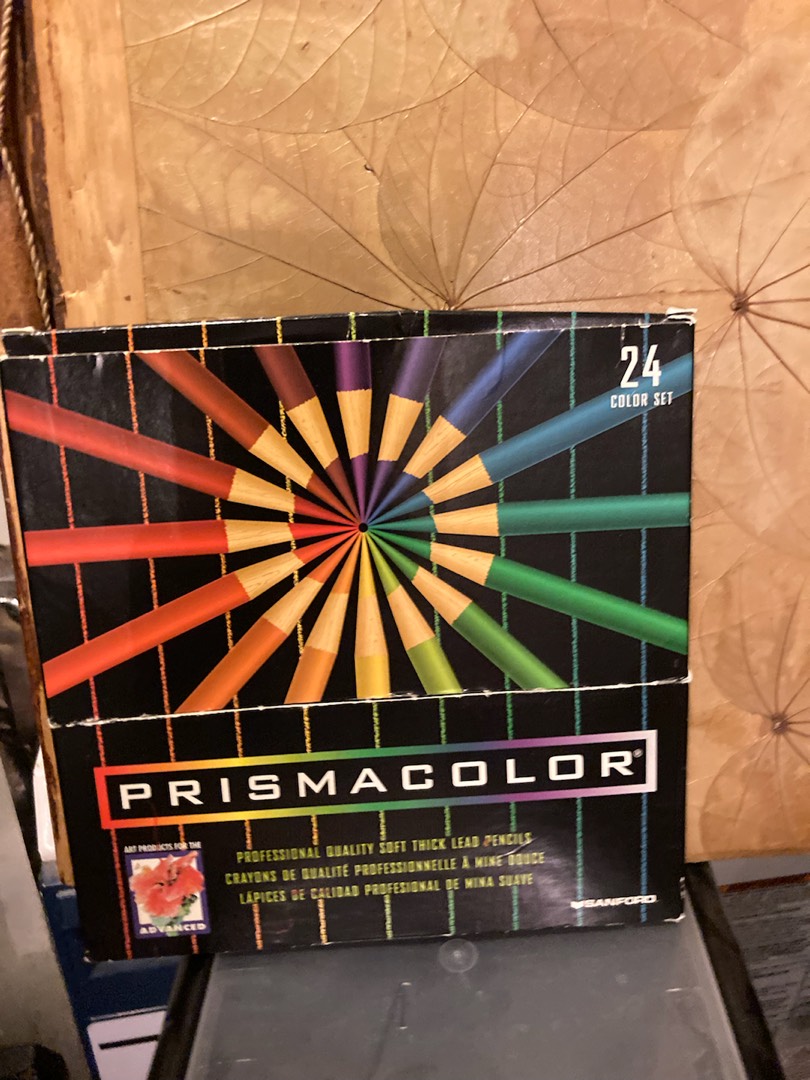 24
COLOR SET
PRISMACOLOR®
ART PRODUCTS FOR THE
ADVANCED
PROFESSIONAL QUALITY SOFT THICK LEAD PENCILS
CRAYONS DE QUALITÉ PROFESSIONNELLE À MINE DOUCE
LÁPICES DE CALIDAD PROFESIONAL DE MINA SUAVE
SANFORD